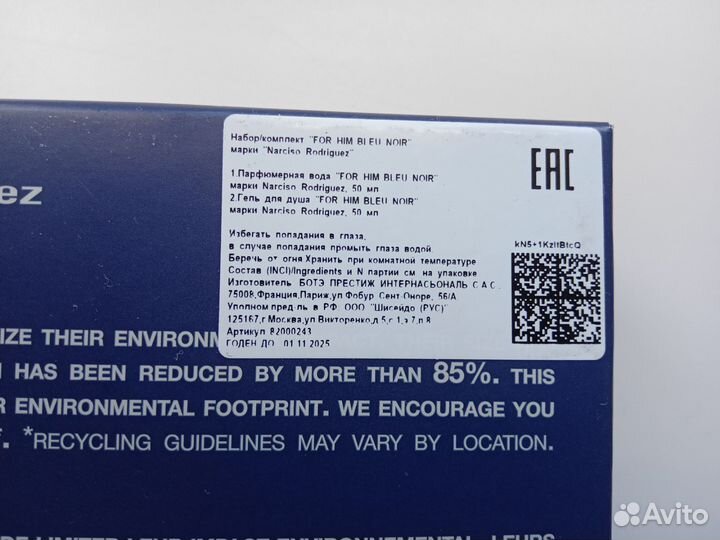 Набор/комплект "FOR HIM BLEU NOIR"
марки "Narciso Rodriguez"
1.Парфюмерная вода "FOR HIM BLEU NOIR"
марки Narciso Rodriguez, 50 мл
2.Гель для душа "FOR HIM BLEU NOIR"
марки Narciso Rodriguez, 50 мл
Избегать попадания в глаза,
в случае попадания промыть глаза водой.
Беречь от огня.Хранить при комнатной температуре
Состав (INCI)/Ingredients и N партии см. на упаковке
Изготовитель: БОТЭ ПРЕСТИЖ ИНТЕРНАСЬОНАЛЬ С.А.С.,
75008,Франция,Париж,ул.Фобур Сент-Оноре, 56/А
Уполном.пред-ль в РФ: ООО "Шисейдо (РУС)"
125167,г.Москва,ул.Викторенко,д.5,с.1,э.7,п.8
Артикул 82000243
ГОДЕН ДО: 01.11.2025
EAC
kN5+1KzltBtcQ
ez
IZE THEIR ENVIRONM
HAS BEEN REDUCED BY MORE THAN 85%. THIS
R ENVIRONMENTAL FOOTPRINT. WE ENCOURAGE YOU
F. *RECYCLING GUIDELINES MAY VARY BY LOCATION.
Avito